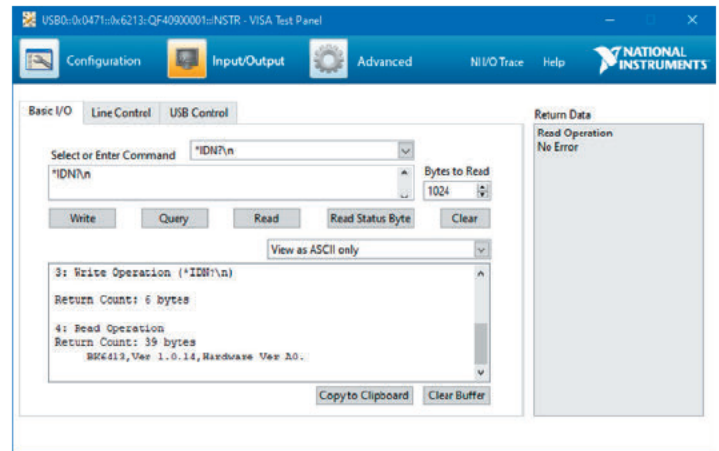 USB0::0x0471::0x6213::QF40900001::INSTR - VISA Test Panel
Configuration
Input/Output
Advanced
NI I/O Trace
Help
NATIONAL
INSTRUMENTS
Basic I/O
Line Control
USB Control
Return Data
Read Operation
No Error
Select or Enter Command
*IDN?\n
*IDN?\n
Bytes to Read
1024
Write
Query
Read
Read Status Byte
Clear
View as ASCII only
3: Write Operation (*IDN?\n)
Return Count: 6 bytes
4: Read Operation
Return Count: 39 bytes
BK6413,Ver 1.0.14,Hardware Ver A0.
Copy to Clipboard
Clear Buffer